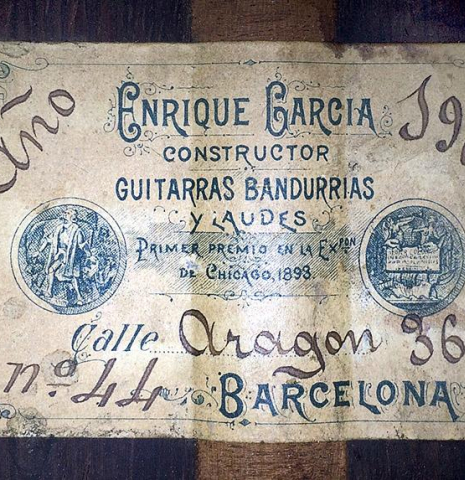 Año
ENRIQUE GARCIA
CONSTRUCTOR
GUITARRAS BANDURRIAS
Y LAUDES
PRIMER PREMIO EN LA EXPON
DE CHICAGO, 1893.
Calle Aragon 36
nº 44 BARCELONA